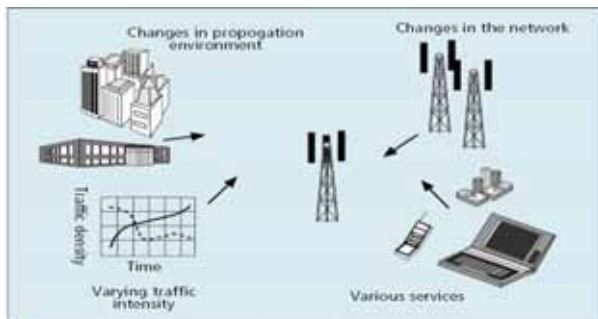 Changes in propogation
environment
Changes in the network
Traffic density
Time
Varying traffic
intensity
Various services